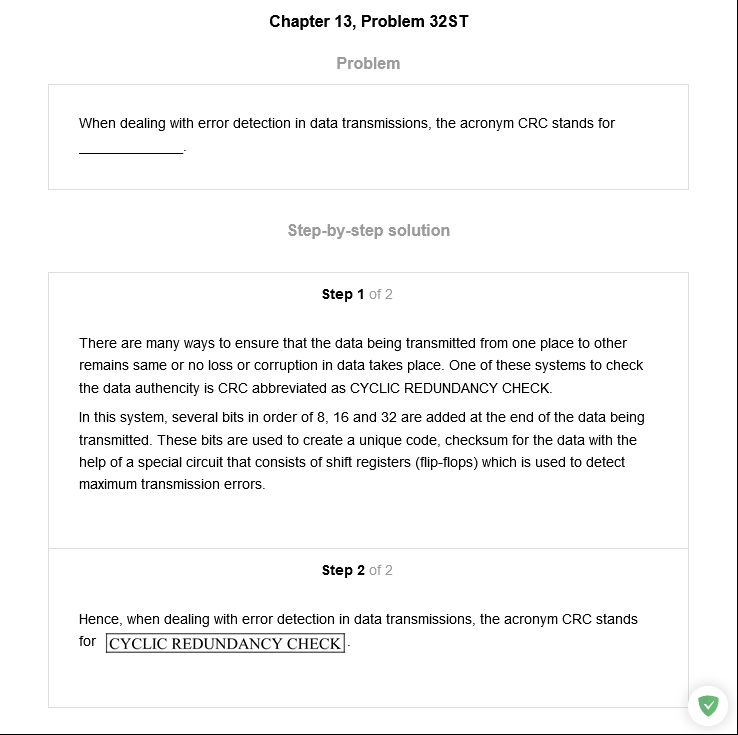 Chapter 13, Problem 32ST
Problem
When dealing with error detection in data transmissions, the acronym CRC stands for
______________.
Step-by-step solution
Step 1 of 2
There are many ways to ensure that the data being transmitted from one place to other
remains same or no loss or corruption in data takes place. One of these systems to check
the data authencity is CRC abbreviated as CYCLIC REDUNDANCY CHECK.
In this system, several bits in order of 8, 16 and 32 are added at the end of the data being
transmitted. These bits are used to create a unique code, checksum for the data with the
help of a special circuit that consists of shift registers (flip-flops) which is used to detect
maximum transmission errors.
Step 2 of 2
Hence, when dealing with error detection in data transmissions, the acronym CRC stands
for CYCLIC REDUNDANCY CHECK.